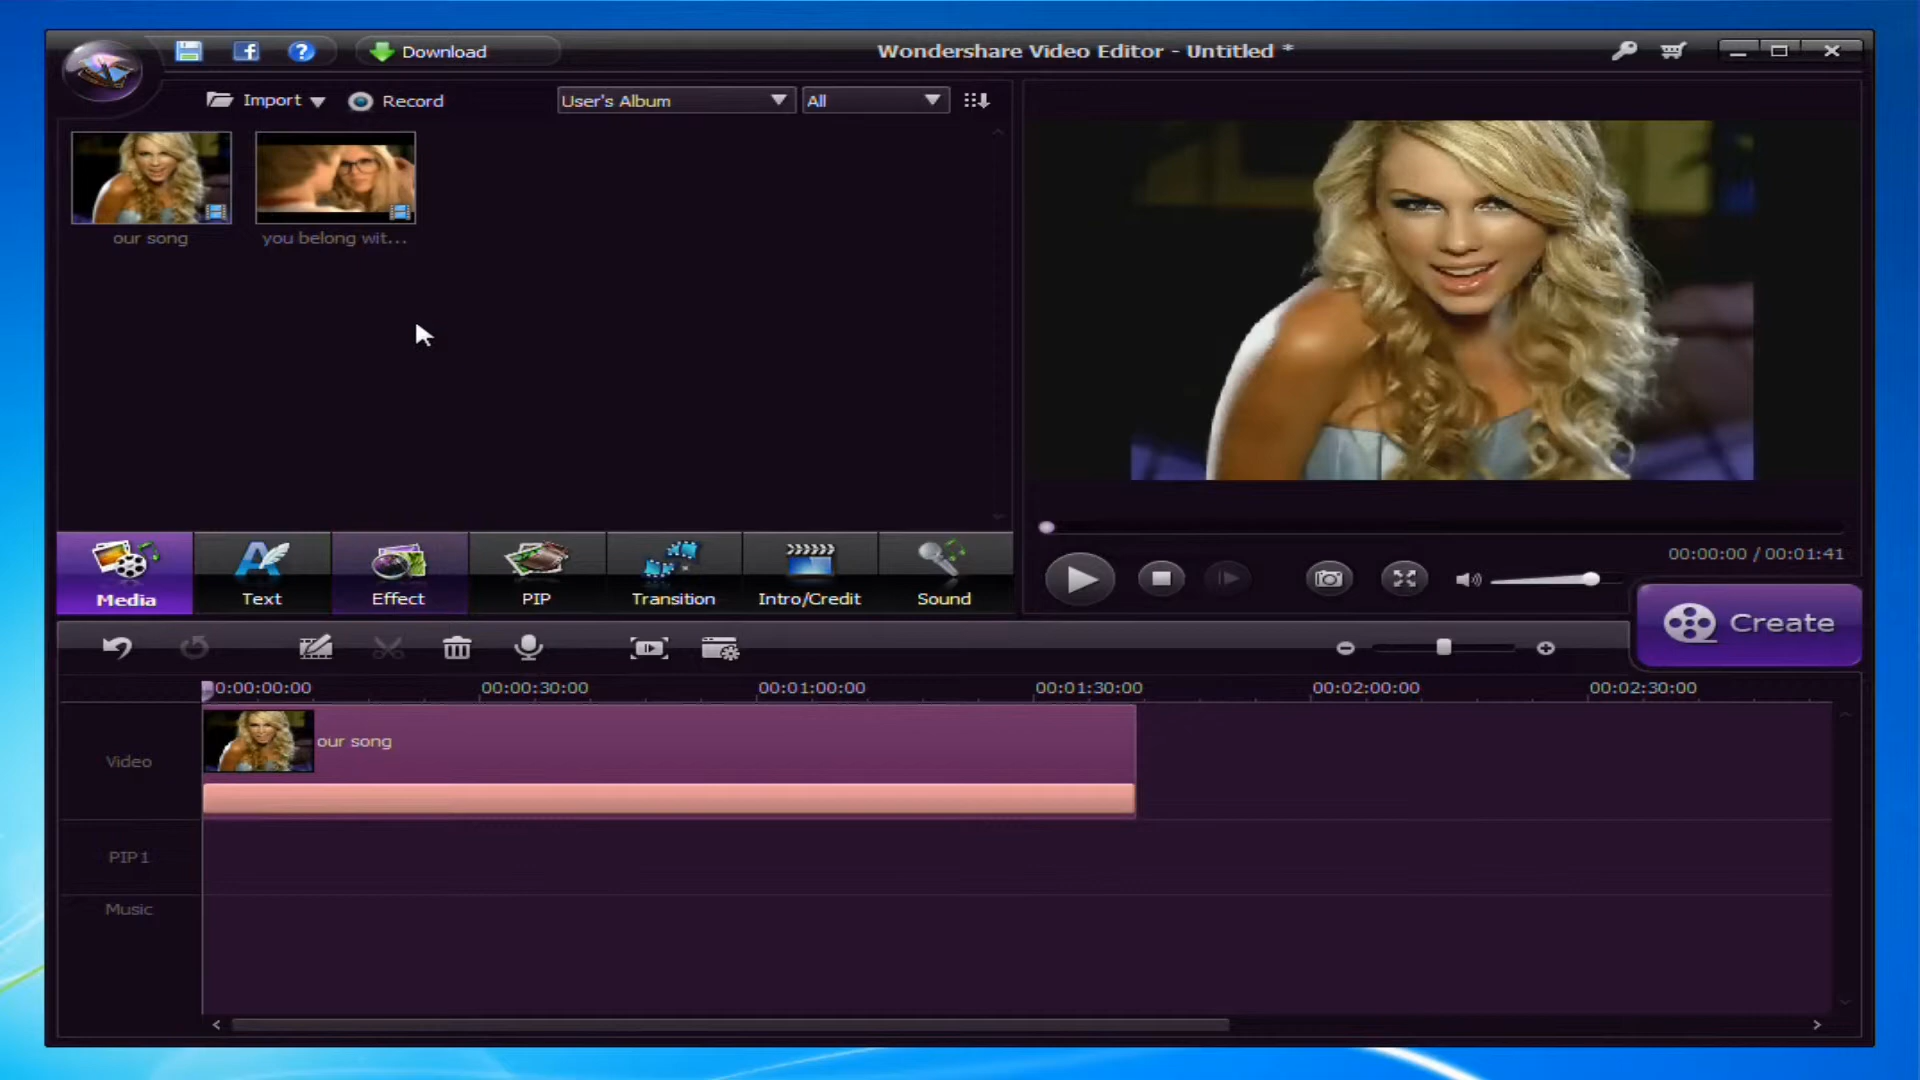 Download
Wondershare Video Editor - Untitled *
Import
Record
User's Album
All
our song
you belong wit...
Media
Text
Effect
PIP
Transition
Intro/Credit
Sound
00:00:00 / 00:01:41
Create
0:00:00:00
00:00:30:00
00:01:00:00
00:01:30:00
00:02:00:00
00:02:30:00
Video
our song
PIP1
Music